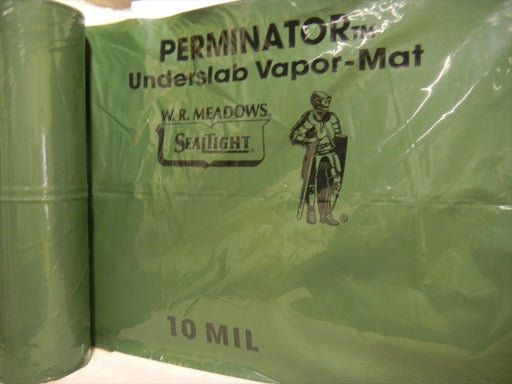 PERMINATOR™
Underslab Vapor-Mat
W. R. MEADOWS
SEALTIGHT®
®
10 MIL